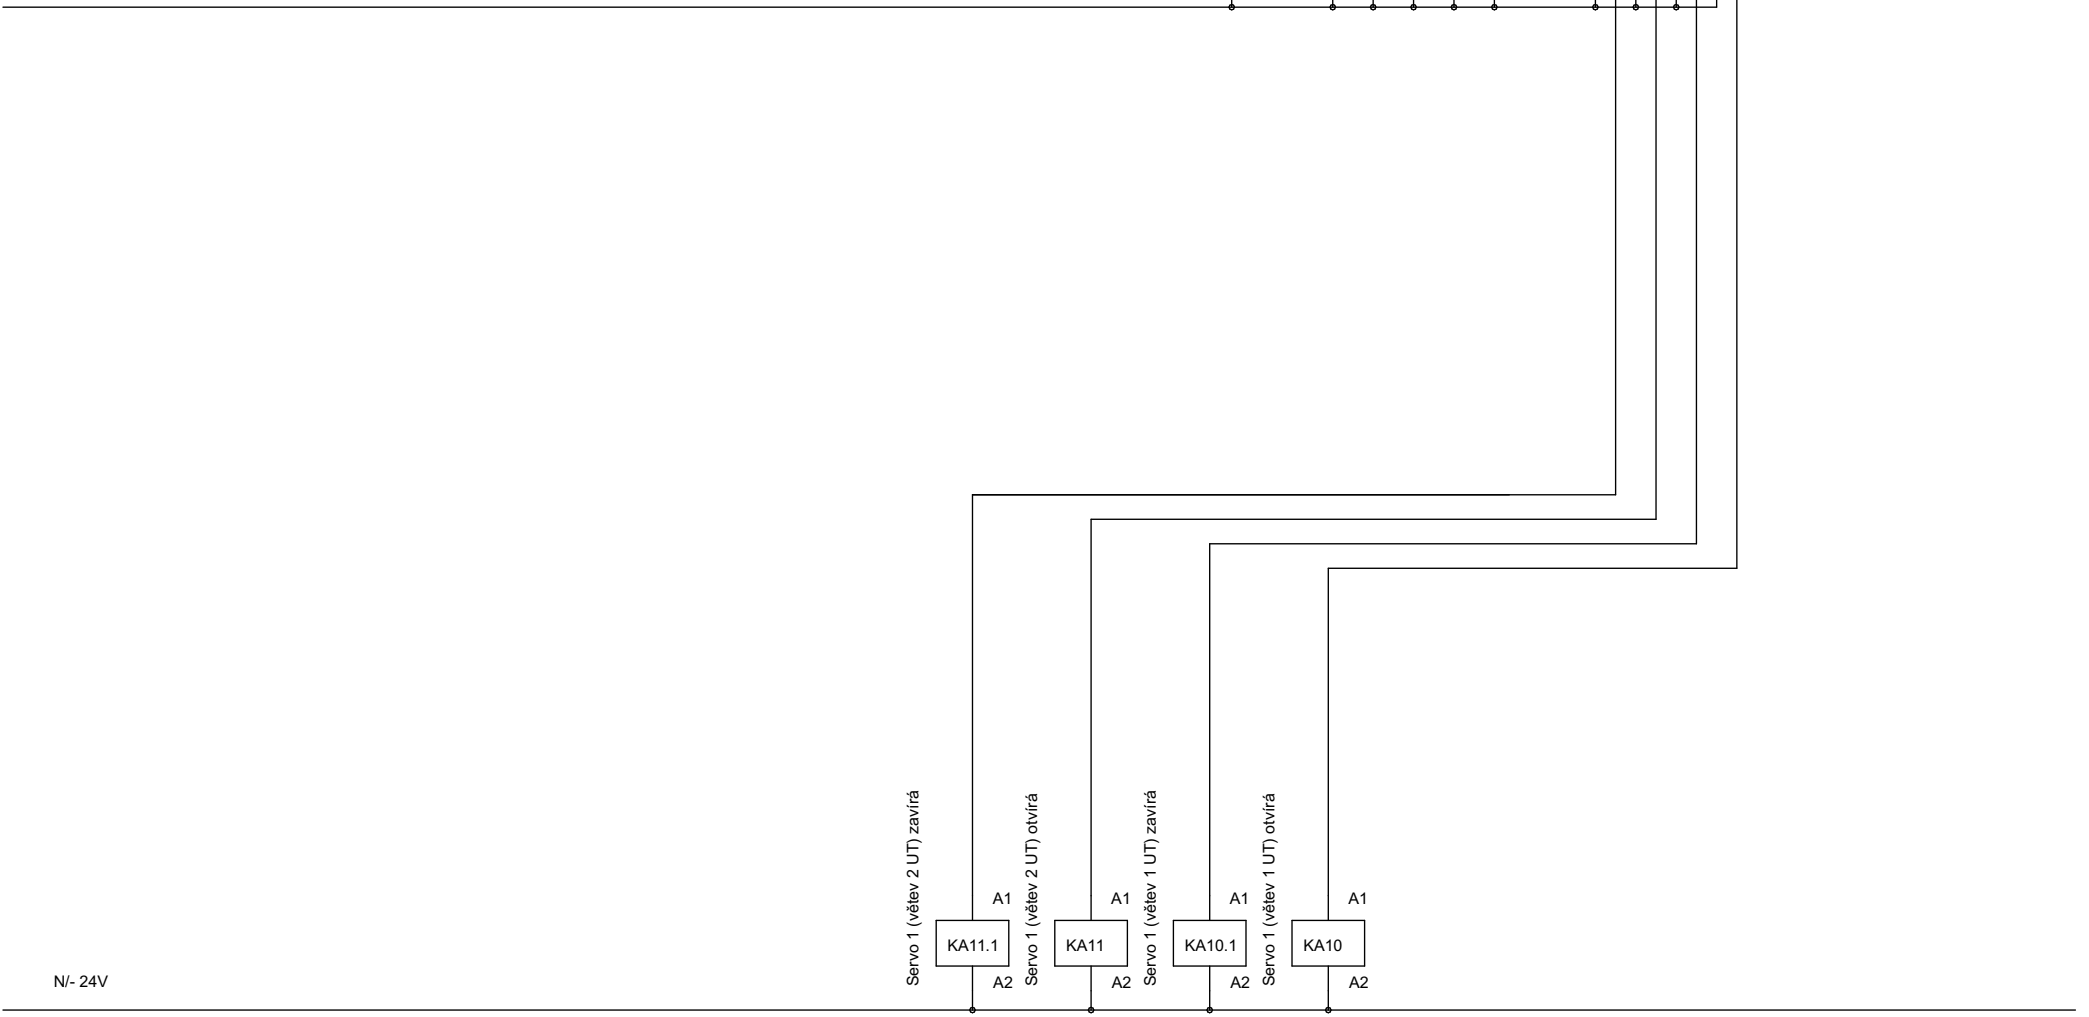 Servo 1 (větev 2 UT) zavírá
Servo 1 (větev 2 UT) otvírá
Servo 1 (větev 1 UT) zavírá
Servo 1 (větev 1 UT) otvírá
A1
A1
A1
A1
KA11.1
KA11
KA10.1
KA10
N/- 24V
A2
A2
A2
A2